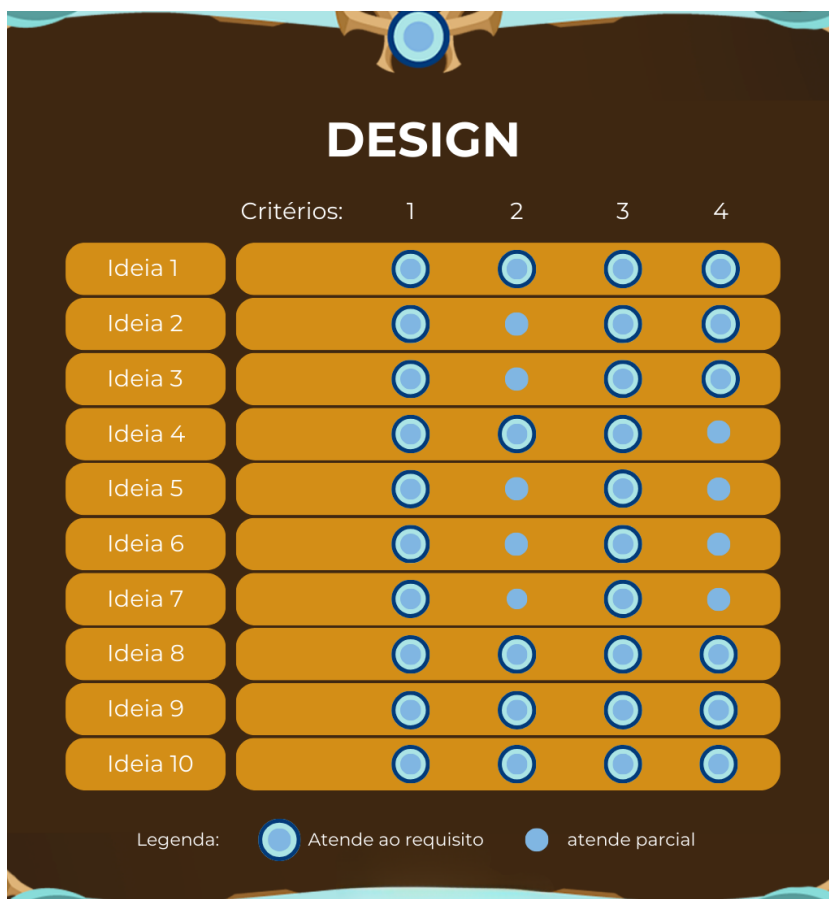 DESIGN
Critérios: 1 2 3 4
Ideia 1
Ideia 2
Ideia 3
Ideia 4
Ideia 5
Ideia 6
Ideia 7
Ideia 8
Ideia 9
Ideia 10
Legenda: Atende ao requisito atende parcial